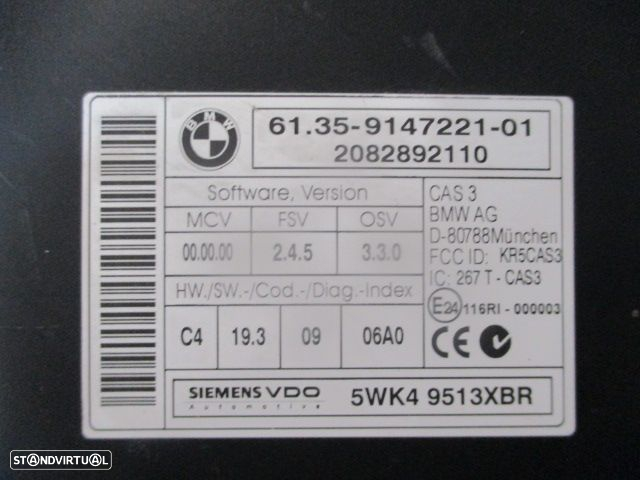 BMW
61.35-9147221-01
2082892110
Software, Version
MCV FSV OSV
00.00.00 2.4.5 3.3.0
HW./SW.-/Cod.-/Diag.-Index
C4 19.3 09 06A0
CAS 3
BMW AG
D-80788München
FCC ID: KR5CAS3
IC: 267 T - CAS3
E24 116RI - 000003
CE
SIEMENS VDO
Automotive
5WK4 9513XBR
STANDVIRTUAL